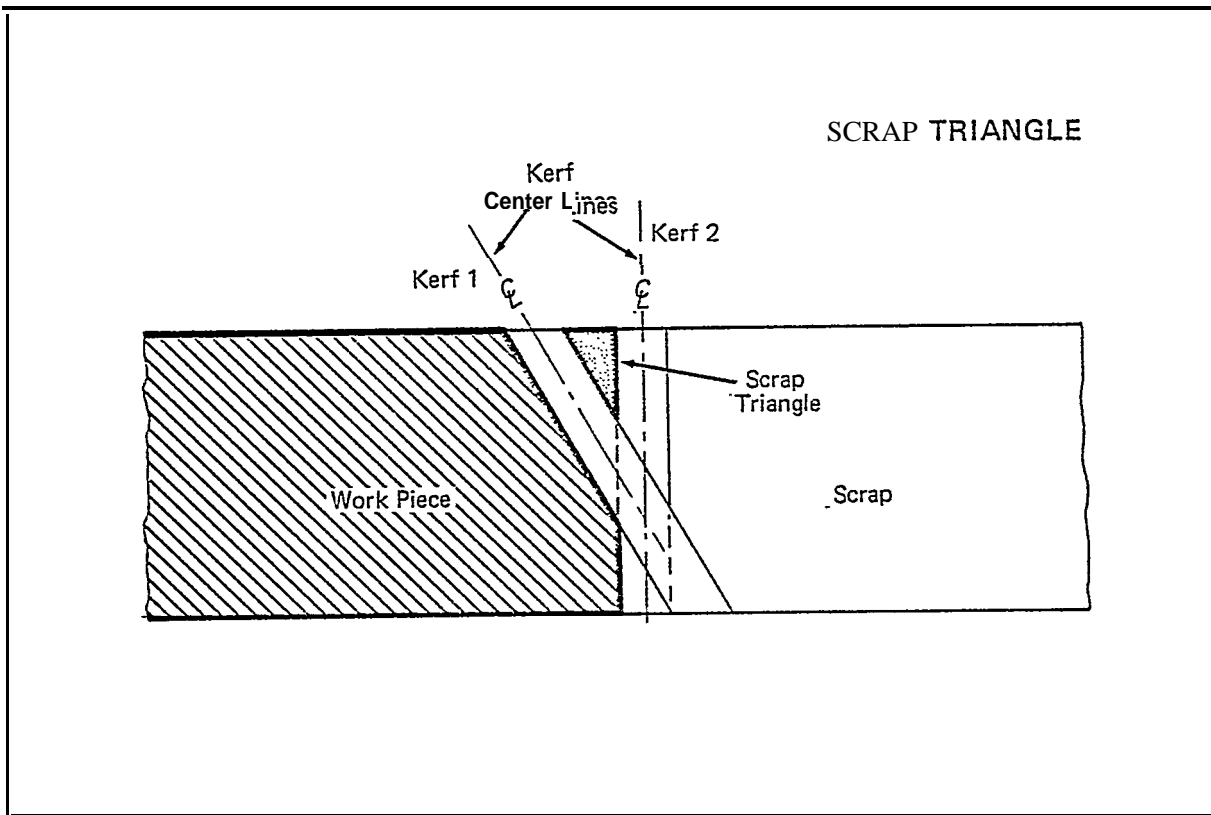 SCRAP TRIANGLE
Kerf
Center Lines
Kerf 2
Kerf 1
℄
℄
Scrap
Triangle
Work Piece
Scrap